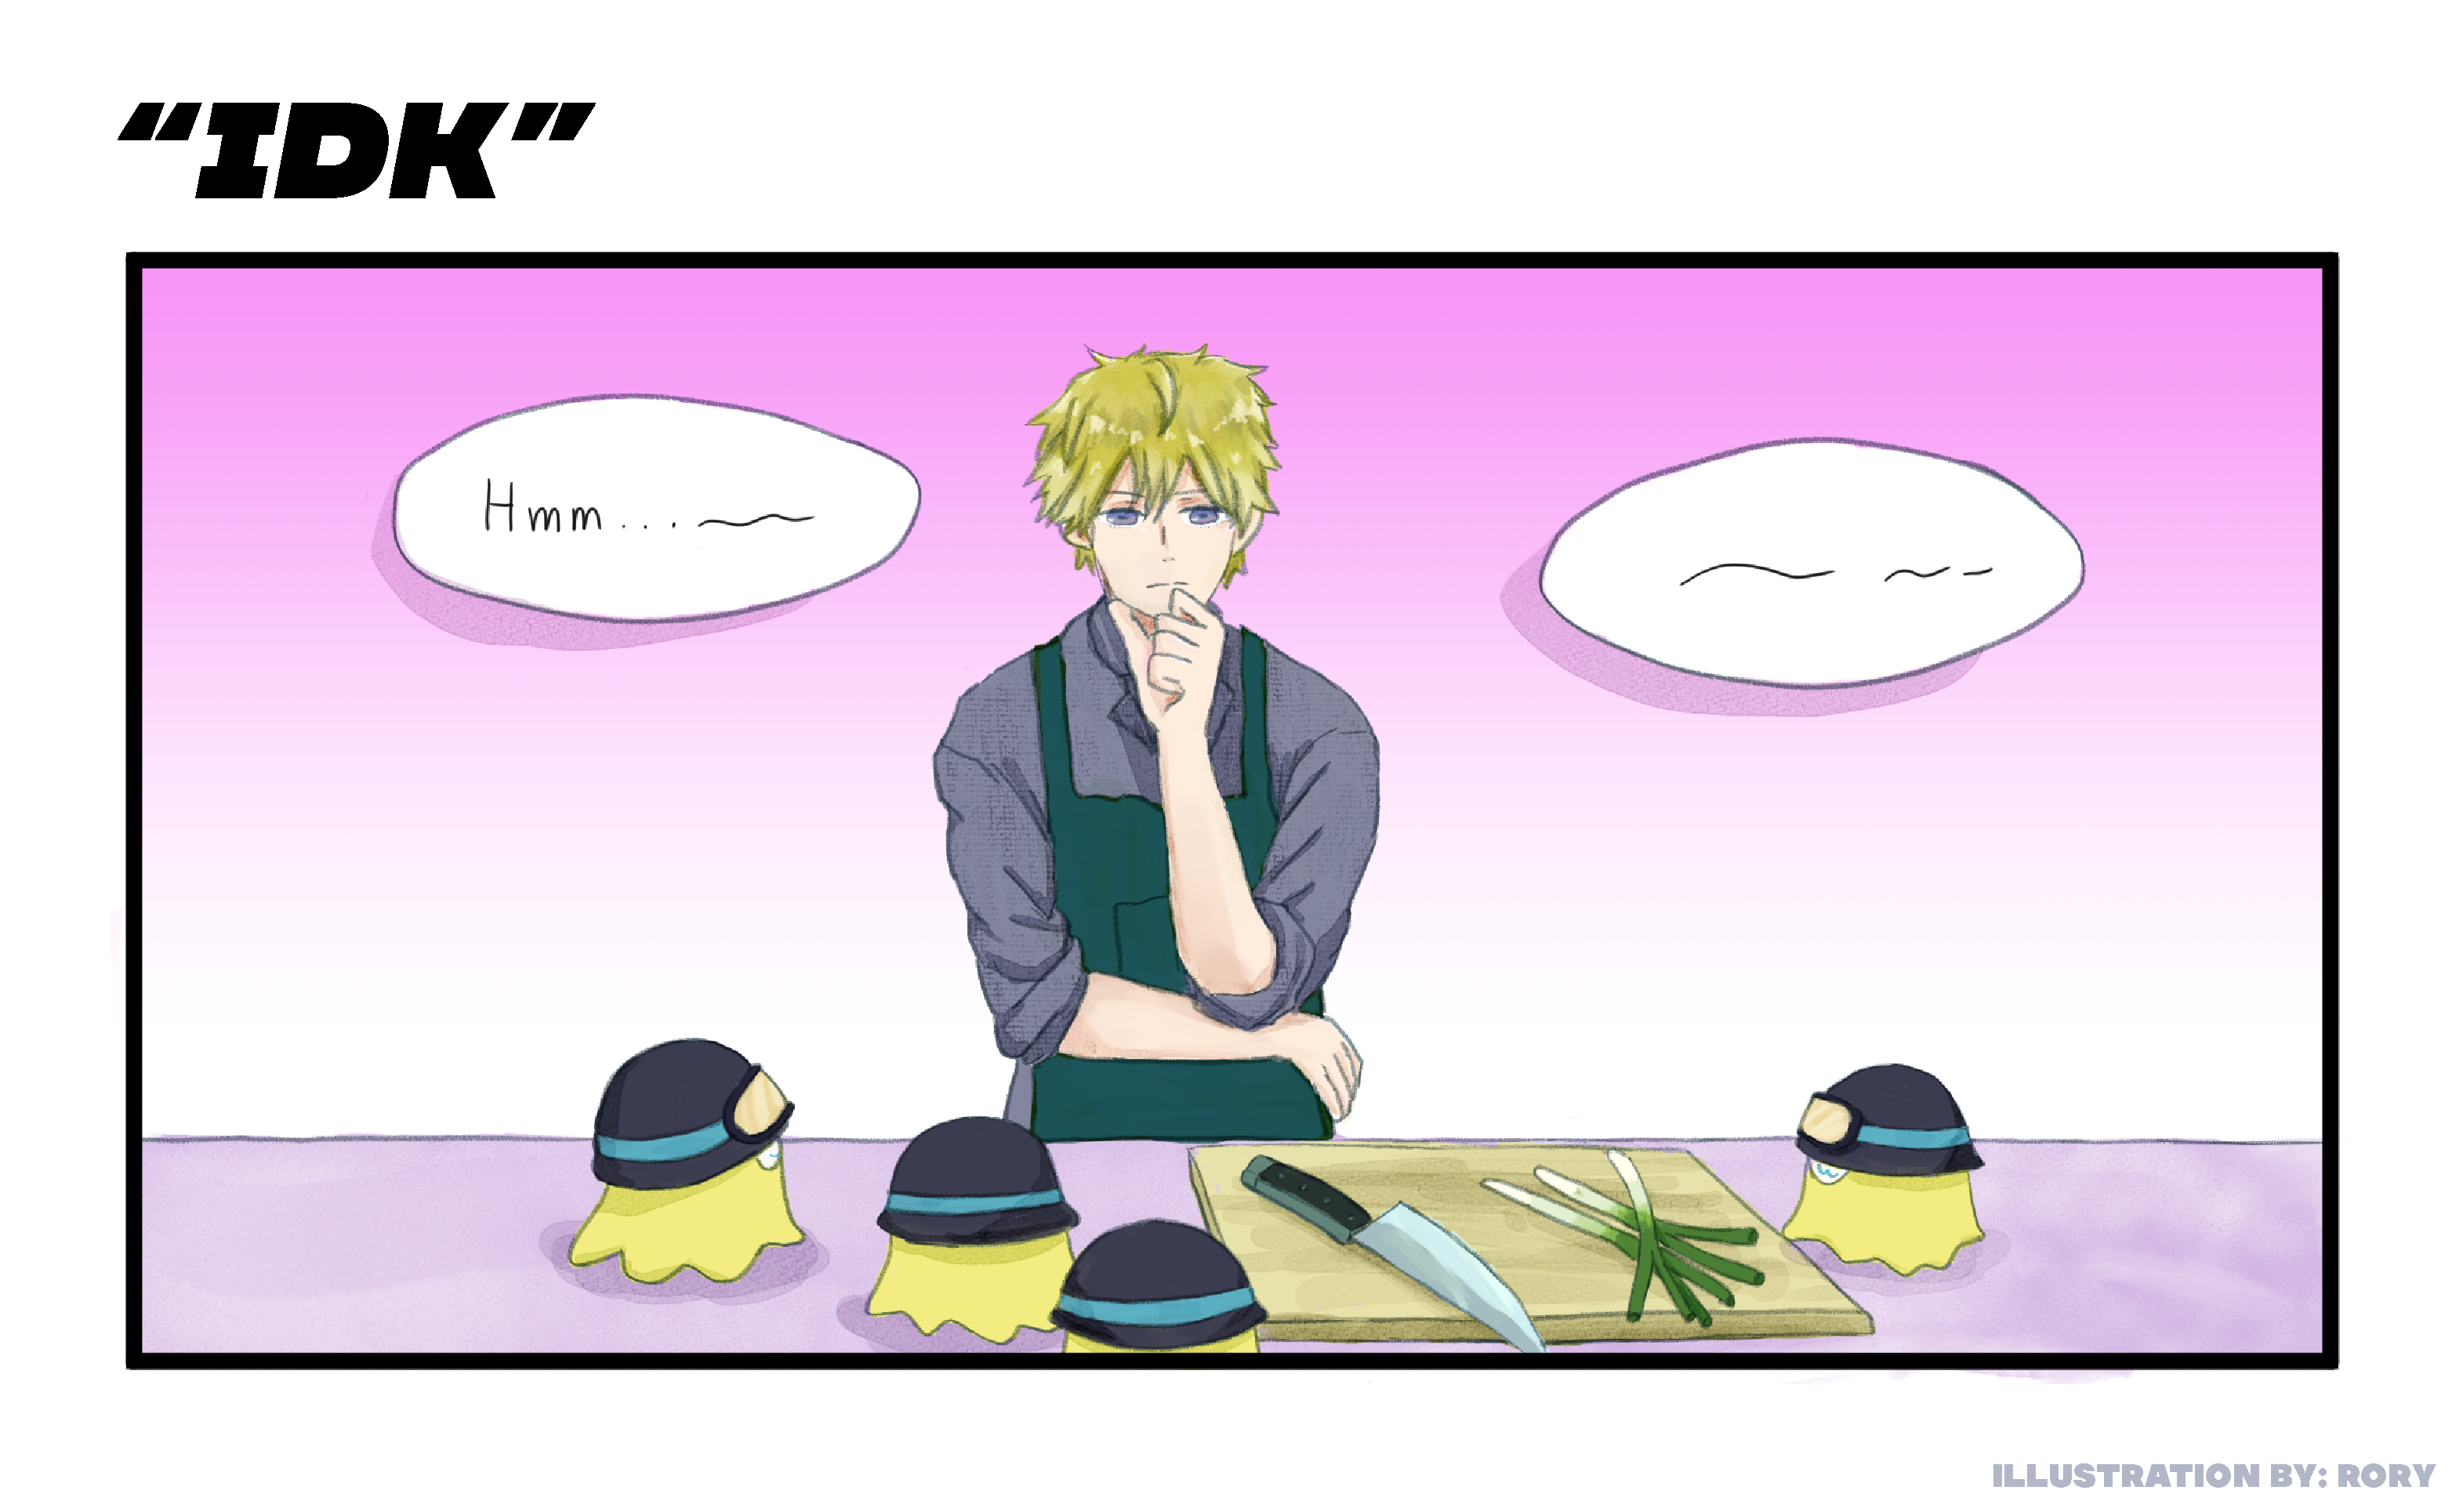 “IDK”
Hmm...
ILLUSTRATION BY: RORY